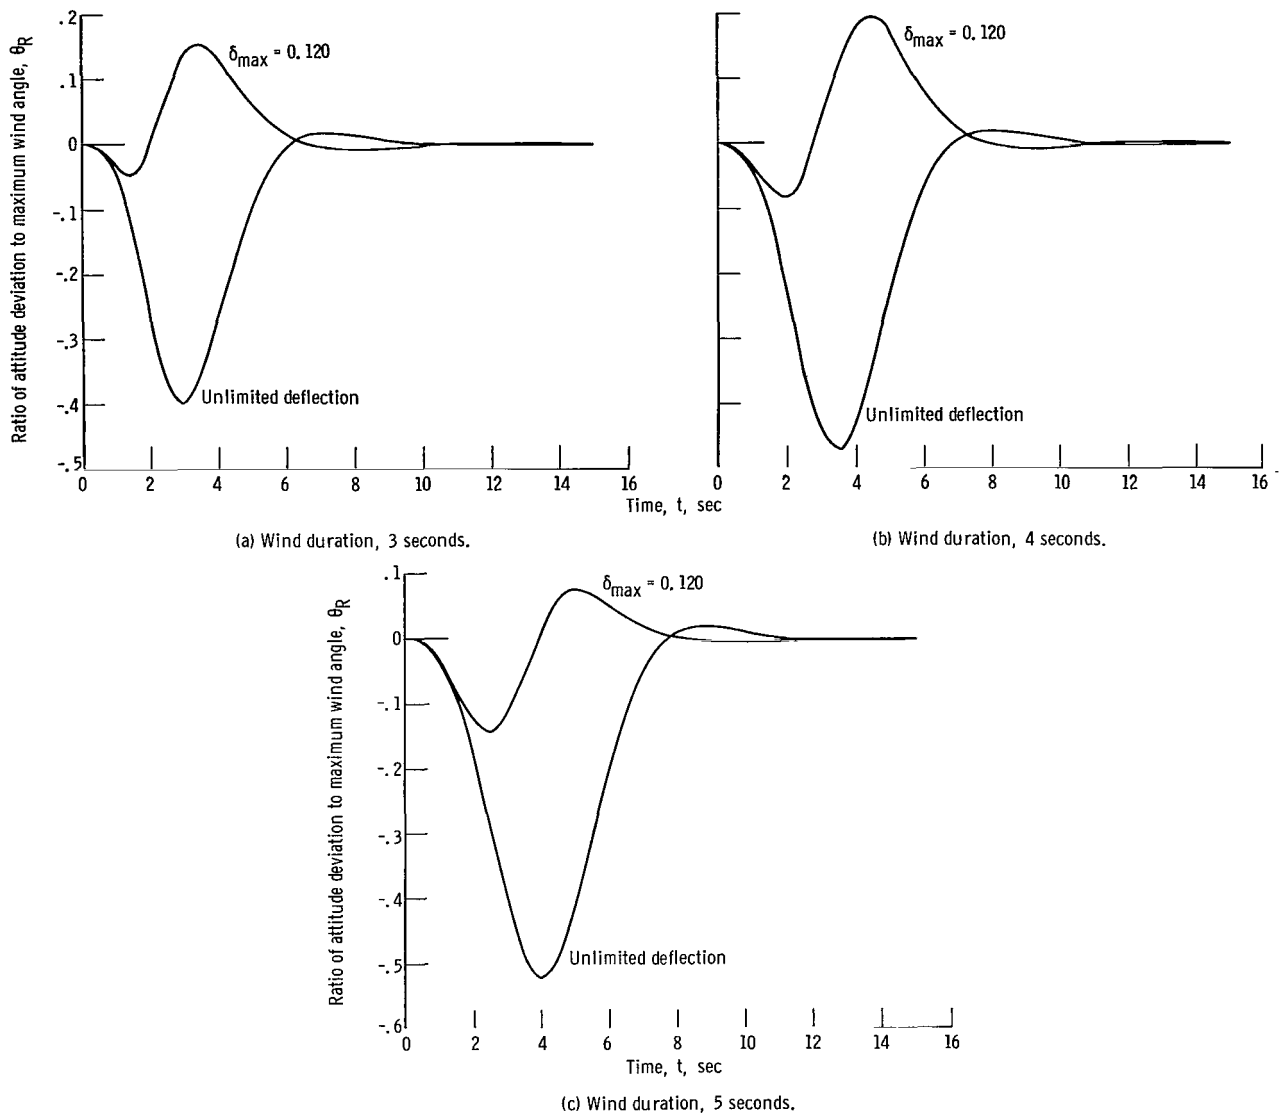 Ratio of attitude deviation to maximum wind angle, θR
.2
.1
0
-.1
-.2
-.3
-.4
-.5
δmax = 0.120
Unlimited deflection
0 2 4 6 8 10 12 14 16
δmax = 0.120
Unlimited deflection
0 2 4 6 8 10 12 14 16
Time, t, sec
(a) Wind duration, 3 seconds.
(b) Wind duration, 4 seconds.
Ratio of attitude deviation to maximum wind angle, θR
.1
0
-.1
-.2
-.3
-.4
-.5
-.6
δmax = 0.120
Unlimited deflection
0 2 4 6 8 10 12 14 16
Time, t, sec
(c) Wind duration, 5 seconds.